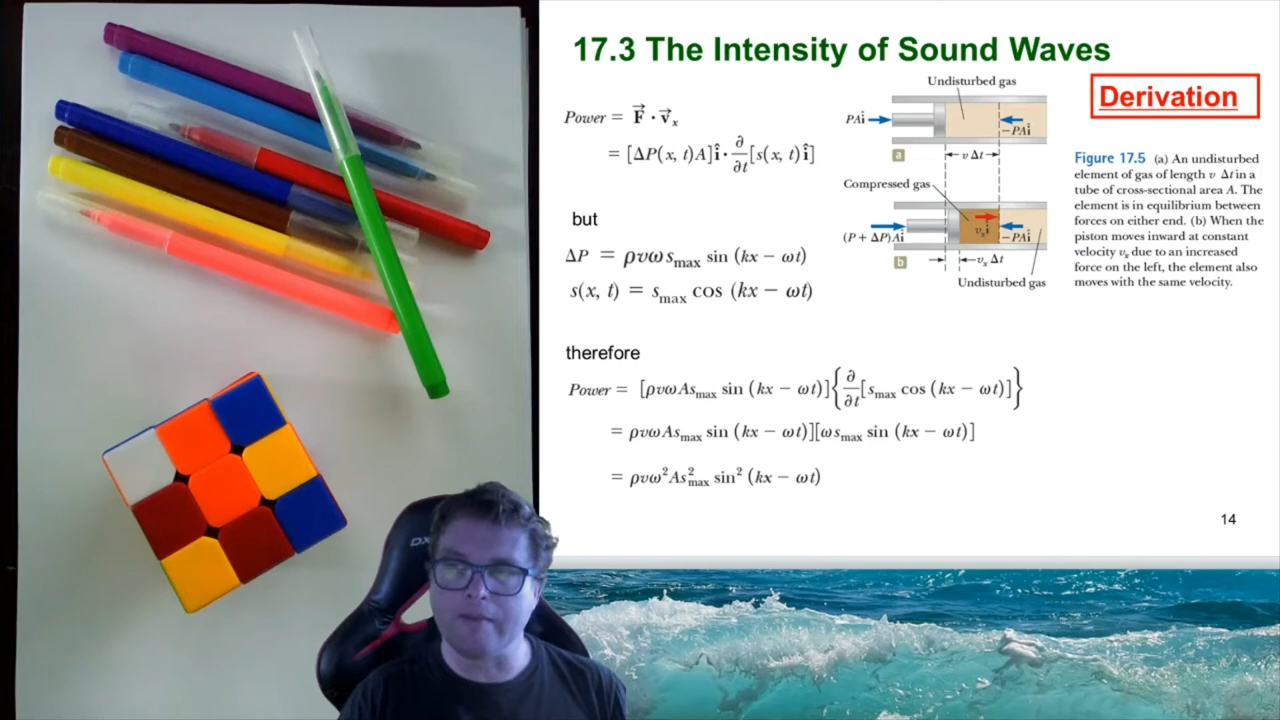 17.3 The Intensity of Sound Waves
Derivation
Power = F⃗ · v⃗ₓ
= [ΔP(x, t)A]î · ∂/∂t [s(x, t) î]
but
ΔP = ρvωs_max sin (kx − ωt)
s(x, t) = s_max cos (kx − ωt)
therefore
Power = [ρvωAs_max sin (kx − ωt)]{∂/∂t [s_max cos (kx − ωt)]}
= ρvωAs_max sin (kx − ωt)][ωs_max sin (kx − ωt)]
= ρvω²As²_max sin² (kx − ωt)
Undisturbed gas
PAî
−PAî
a
v Δt
Compressed gas
vₓî
(P + ΔP)Aî
−PAî
b
vₓ Δt
Undisturbed gas
Figure 17.5 (a) An undisturbed
element of gas of length v Δt in a
tube of cross-sectional area A. The
element is in equilibrium between
forces on either end. (b) When the
piston moves inward at constant
velocity vₓ due to an increased
force on the left, the element also
moves with the same velocity.
14
DX